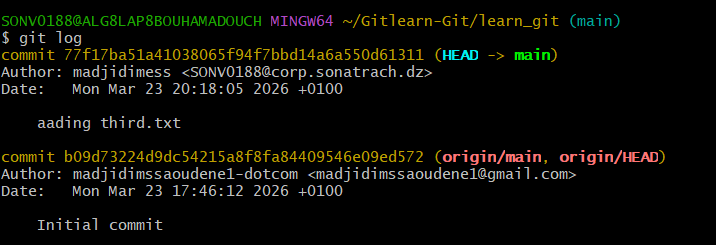 SONV0188@ALG8LAP8BOUHAMADOUCH MINGW64 ~/Gitlearn-Git/learn_git (main)
$ git log
commit 77f17ba51a41038065f94f7bbd14a6a550d61311 (HEAD -> main)
Author: madjidimess <SONV0188@corp.sonatrach.dz>
Date:   Mon Mar 23 20:18:05 2026 +0100
    aading third.txt
commit b09d73224d9dc54215a8f8fa84409546e09ed572 (origin/main, origin/HEAD)
Author: madjidimssaoudene1-dotcom <madjidimssaoudene1@gmail.com>
Date:   Mon Mar 23 17:46:12 2026 +0100
    Initial commit